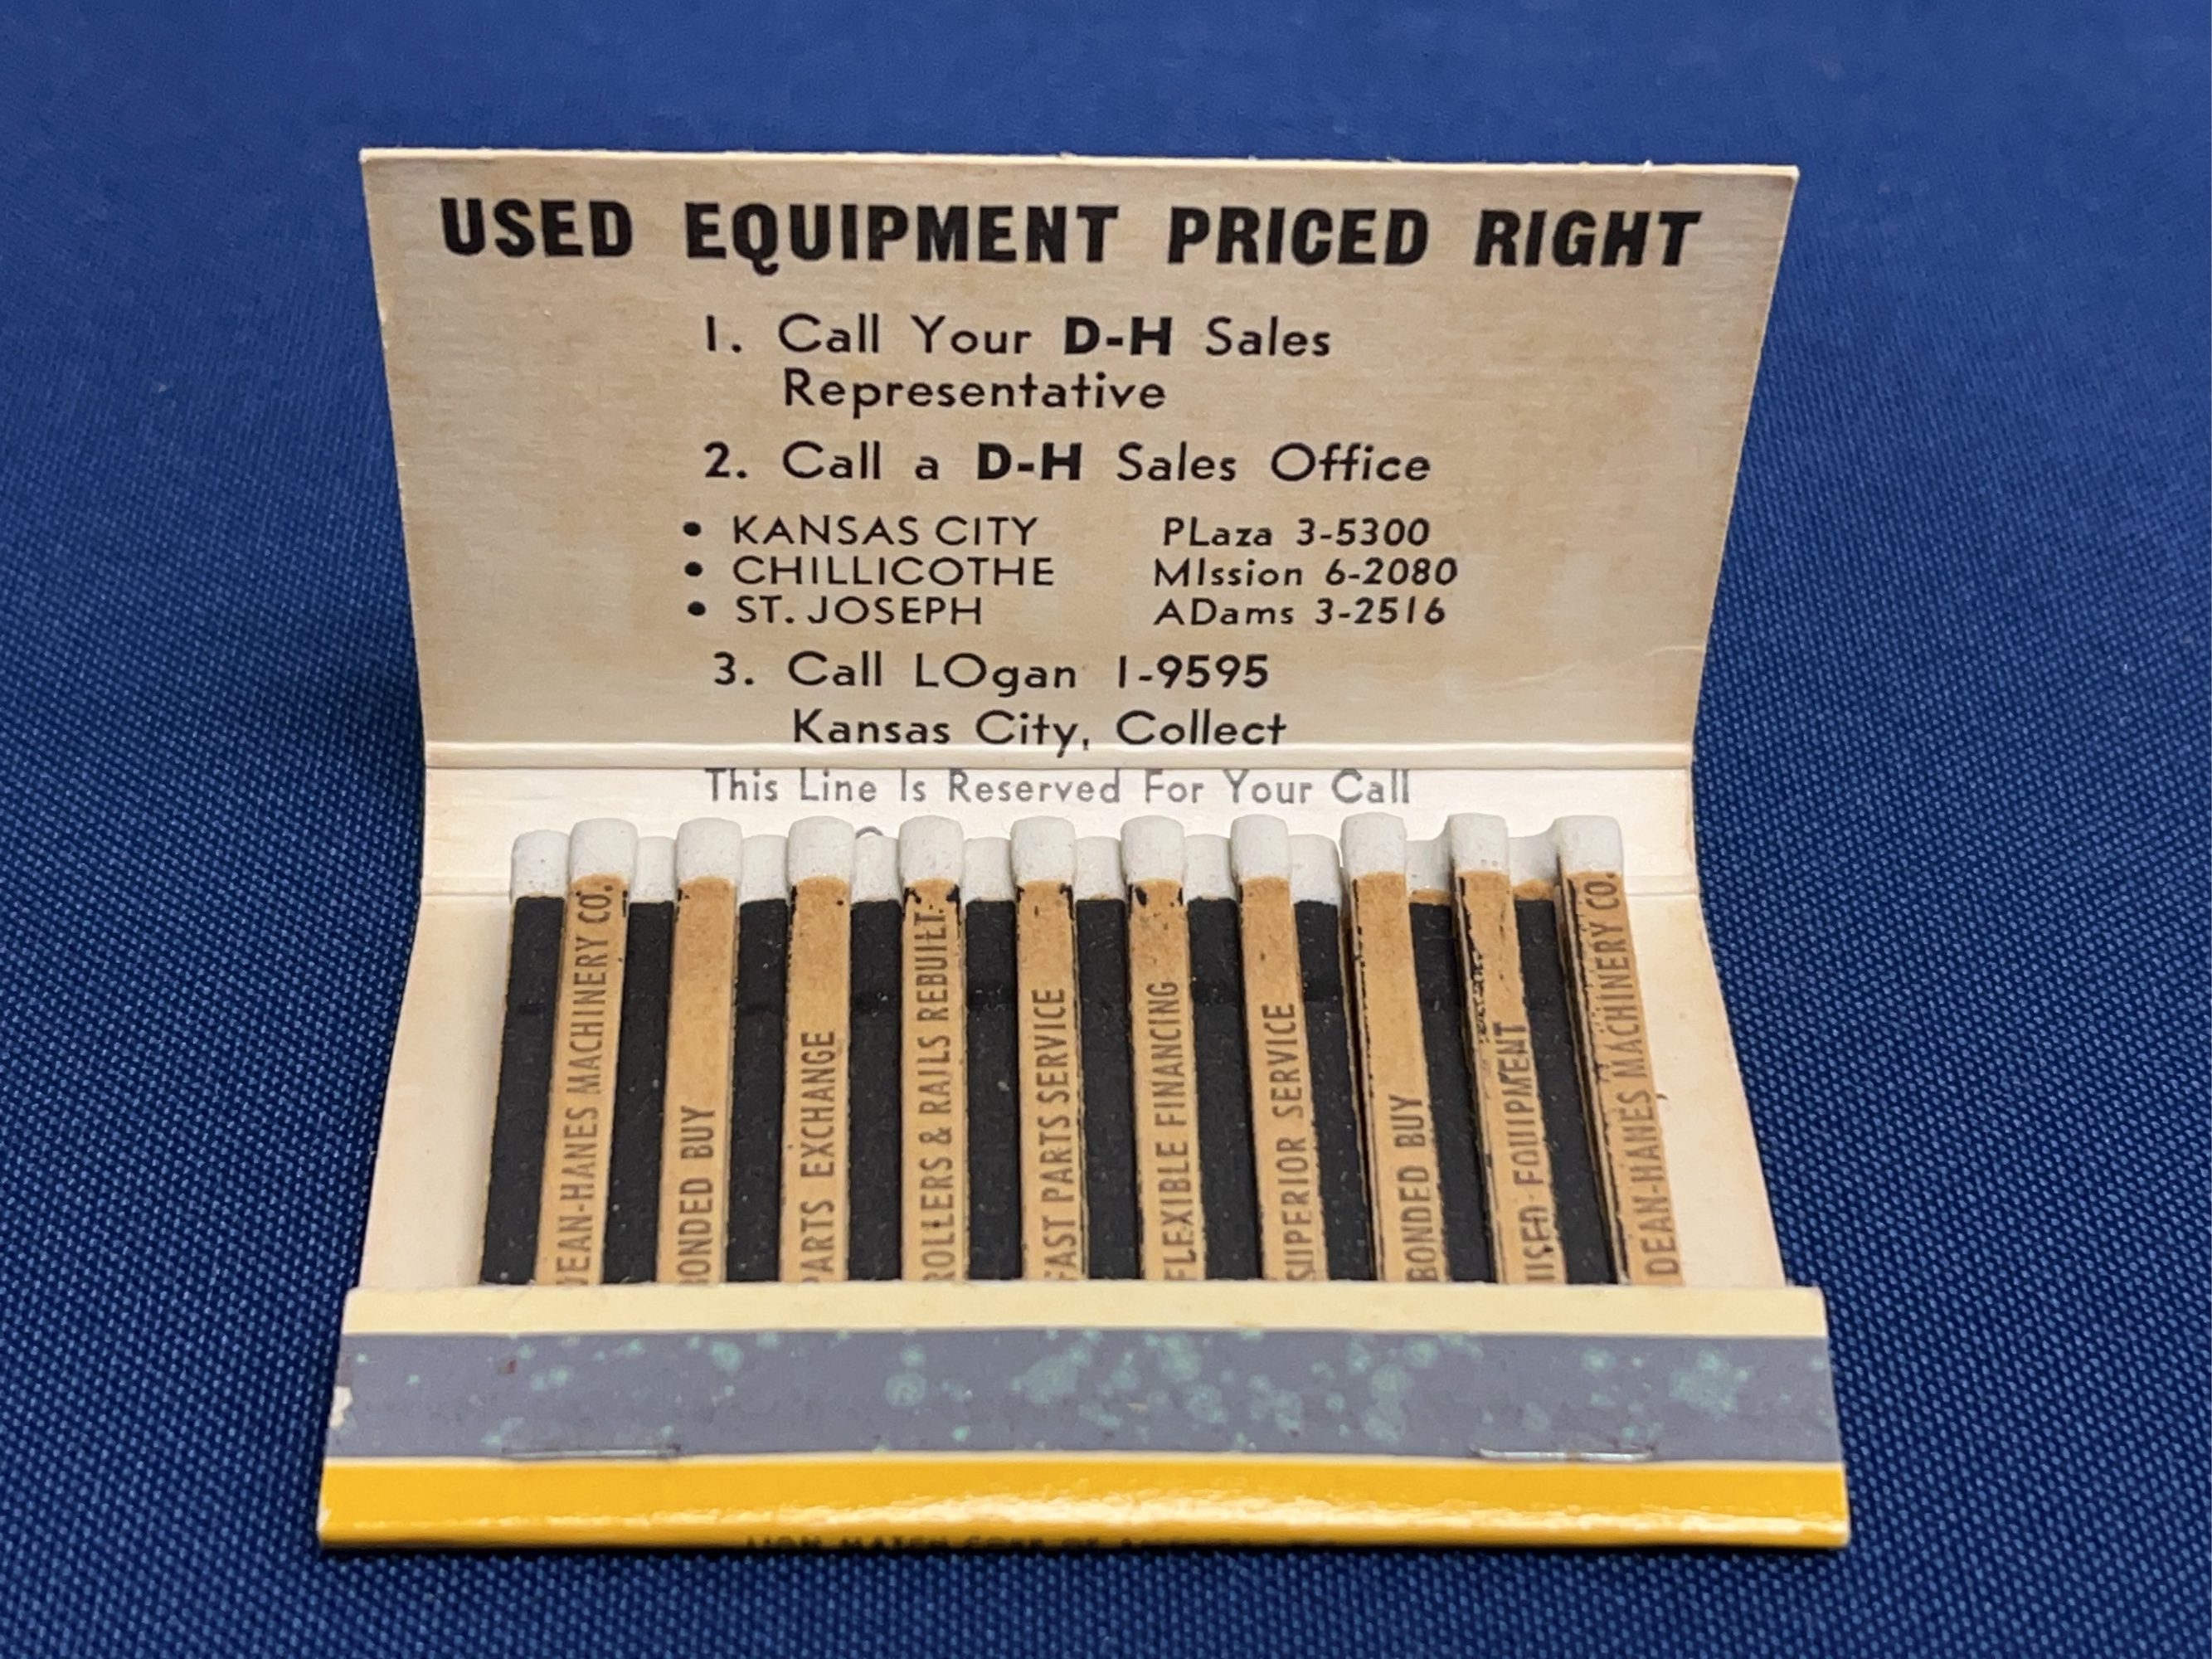 USED EQUIPMENT PRICED RIGHT
1. Call Your D-H Sales
Representative
2. Call a D-H Sales Office
• KANSAS CITY PLaza 3-5300
• CHILLICOTHE MIssion 6-2080
• ST. JOSEPH ADams 3-2516
3. Call LOgan 1-9595
Kansas City, Collect
This Line Is Reserved For Your Call
DEAN-HANES MACHINERY CO.
BONDED BUY
PARTS EXCHANGE
ROLLERS & RAILS REBUILT
FAST PARTS SERVICE
FLEXIBLE FINANCING
SUPERIOR SERVICE
BONDED BUY
USED EQUIPMENT
DEAN-HANES MACHINERY CO.